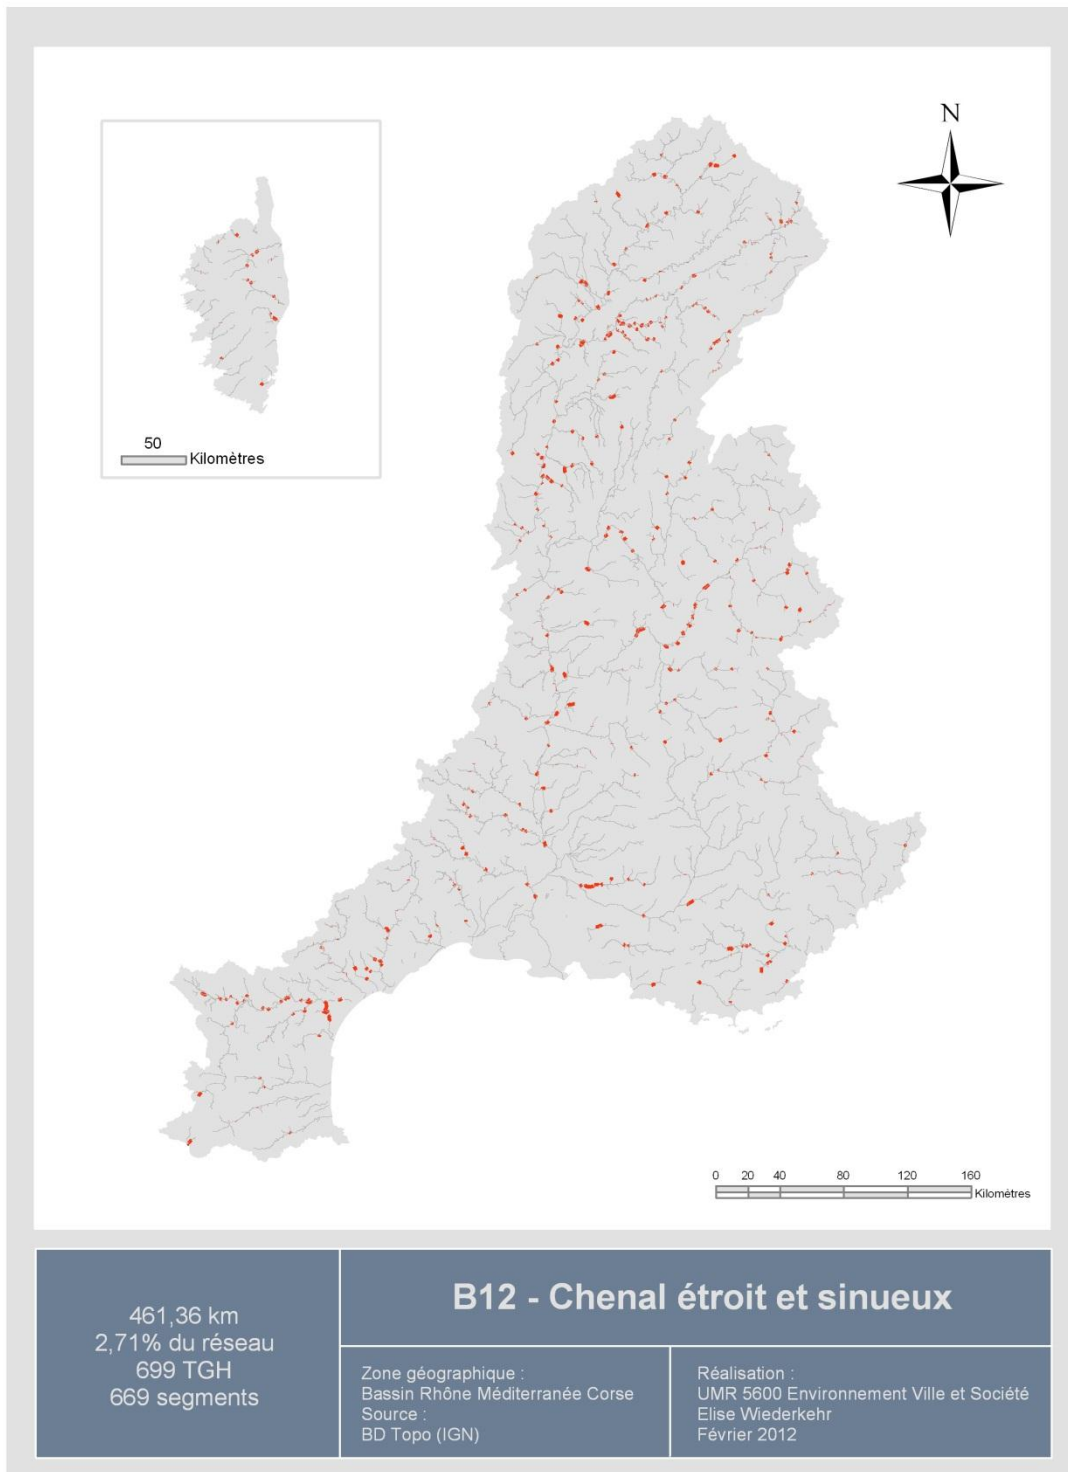 N
50
Kilomètres
0 20 40 80 120 160
Kilomètres
461,36 km
2,71% du réseau
699 TGH
669 segments
B12 - Chenal étroit et sinueux
Zone géographique :
Bassin Rhône Méditerranée Corse
Source :
BD Topo (IGN)
Réalisation :
UMR 5600 Environnement Ville et Société
Elise Wiederkehr
Février 2012